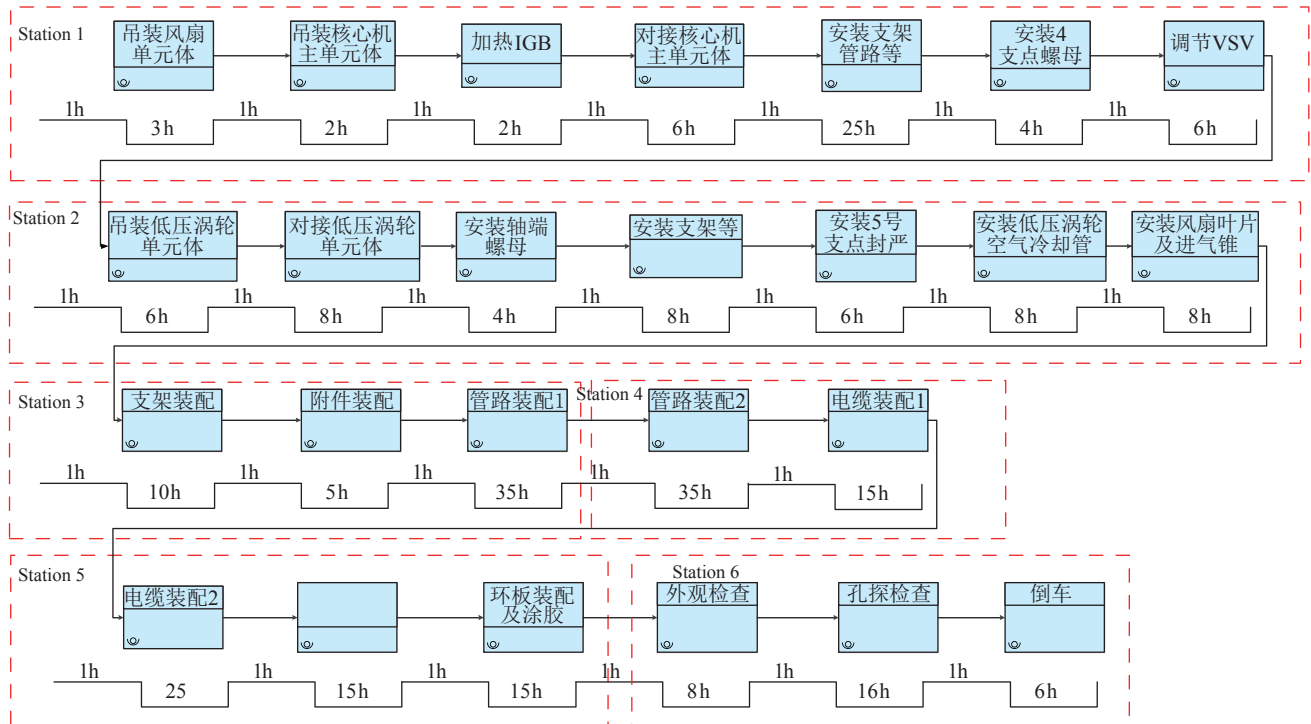 Station 1
吊装风扇
单元体
吊装核心机
主单元体
加热IGB
对接核心机
主单元体
安装支架
管路等
安装4
支点螺母
调节VSV
1h
1h
1h
1h
1h
1h
1h
3h
2h
2h
6h
25h
4h
6h
Station 2
吊装低压涡轮
单元体
对接低压涡轮
单元体
安装轴端
螺母
安装支架等
安装5号
支点封严
安装低压涡轮
空气冷却管
安装风扇叶片
及进气锥
1h
1h
1h
1h
1h
1h
1h
6h
8h
4h
8h
6h
8h
8h
Station 3
支架装配
附件装配
管路装配1
Station 4
管路装配2
电缆装配1
1h
1h
1h
1h
1h
10h
5h
35h
35h
15h
Station 5
电缆装配2
环板装配
及涂胶
Station 6
外观检查
孔探检查
倒车
1h
1h
1h
1h
1h
1h
25
15h
15h
8h
16h
6h